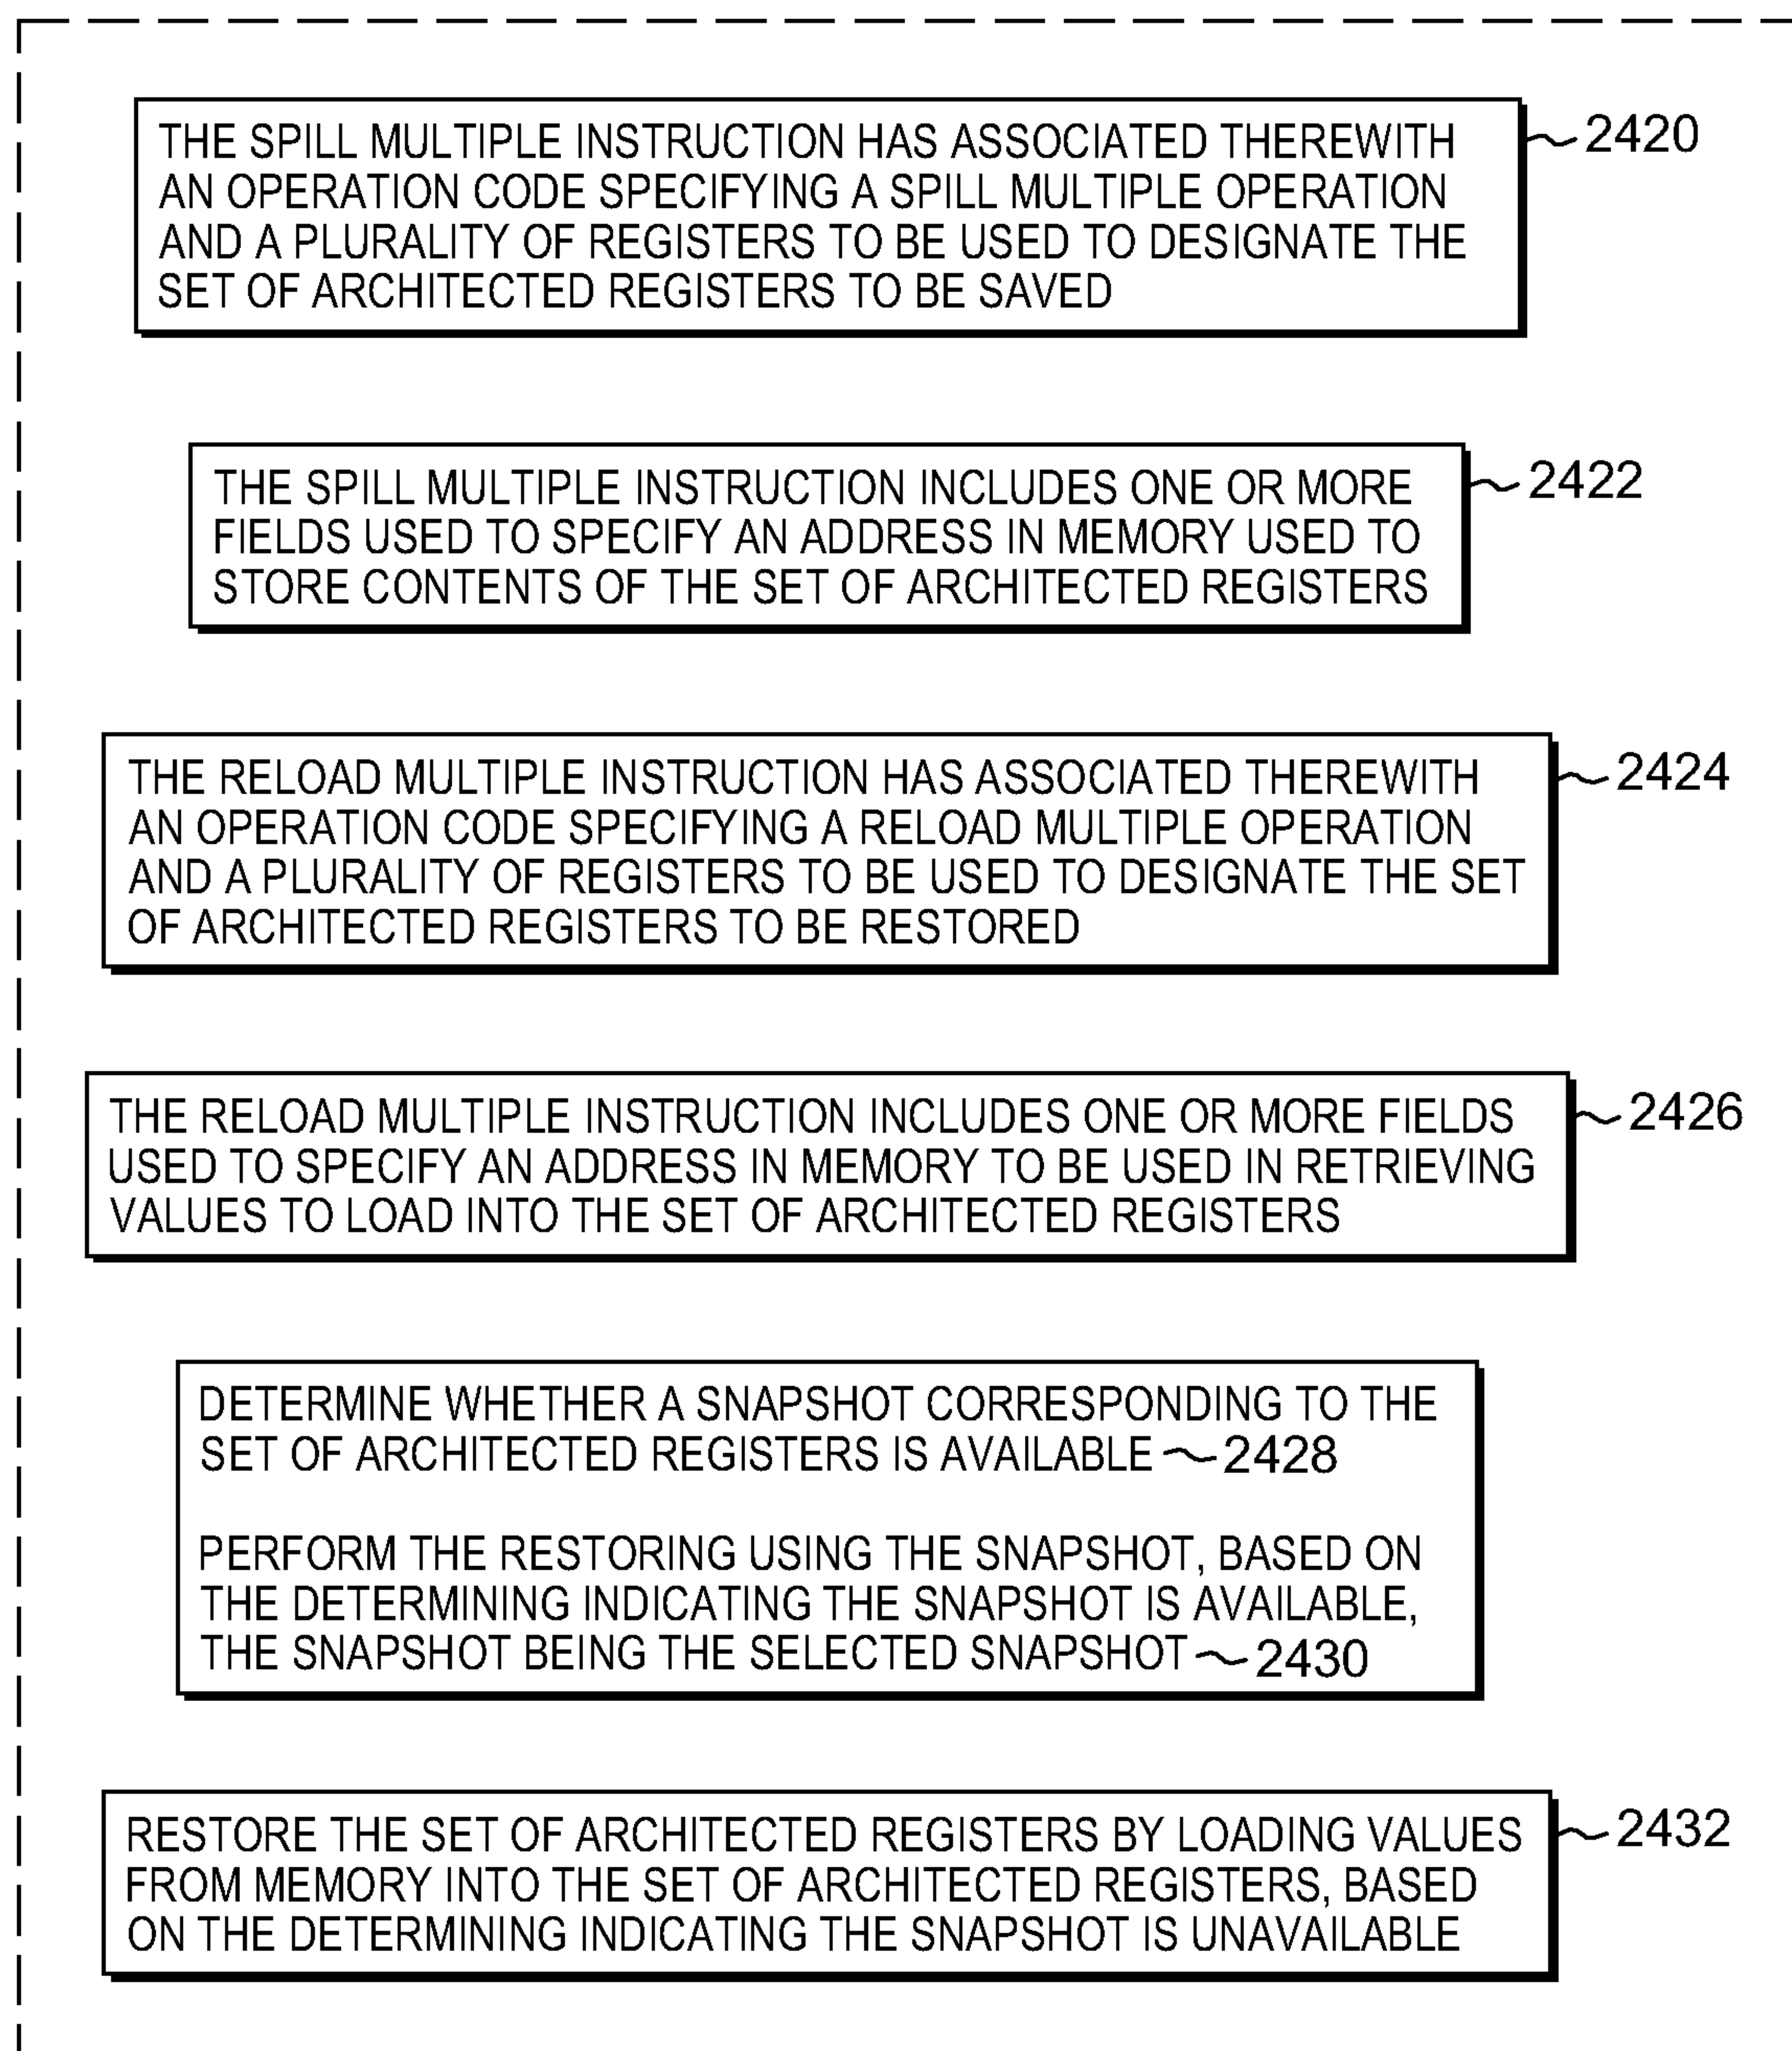 THE SPILL MULTIPLE INSTRUCTION HAS ASSOCIATED THEREWITH
AN OPERATION CODE SPECIFYING A SPILL MULTIPLE OPERATION
AND A PLURALITY OF REGISTERS TO BE USED TO DESIGNATE THE
SET OF ARCHITECTED REGISTERS TO BE SAVED
2420
THE SPILL MULTIPLE INSTRUCTION INCLUDES ONE OR MORE
FIELDS USED TO SPECIFY AN ADDRESS IN MEMORY USED TO
STORE CONTENTS OF THE SET OF ARCHITECTED REGISTERS
2422
THE RELOAD MULTIPLE INSTRUCTION HAS ASSOCIATED THEREWITH
AN OPERATION CODE SPECIFYING A RELOAD MULTIPLE OPERATION
AND A PLURALITY OF REGISTERS TO BE USED TO DESIGNATE THE SET
OF ARCHITECTED REGISTERS TO BE RESTORED
2424
THE RELOAD MULTIPLE INSTRUCTION INCLUDES ONE OR MORE FIELDS
USED TO SPECIFY AN ADDRESS IN MEMORY TO BE USED IN RETRIEVING
VALUES TO LOAD INTO THE SET OF ARCHITECTED REGISTERS
2426
DETERMINE WHETHER A SNAPSHOT CORRESPONDING TO THE
SET OF ARCHITECTED REGISTERS IS AVAILABLE 2428
PERFORM THE RESTORING USING THE SNAPSHOT, BASED ON
THE DETERMINING INDICATING THE SNAPSHOT IS AVAILABLE,
THE SNAPSHOT BEING THE SELECTED SNAPSHOT 2430
RESTORE THE SET OF ARCHITECTED REGISTERS BY LOADING VALUES
FROM MEMORY INTO THE SET OF ARCHITECTED REGISTERS, BASED
ON THE DETERMINING INDICATING THE SNAPSHOT IS UNAVAILABLE
2432